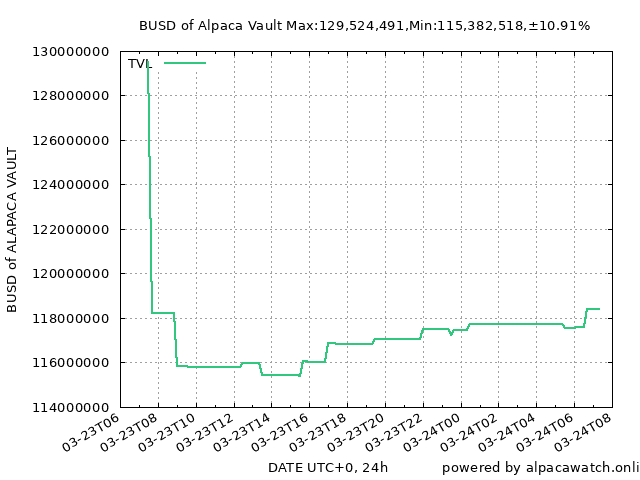 BUSD of Alpaca Vault Max:129,524,491,Min:115,382,518,±10.91%
TVL
130000000
128000000
126000000
124000000
122000000
120000000
118000000
116000000
114000000
BUSD of ALAPACA VAULT
03-23T06
03-23T08
03-23T10
03-23T12
03-23T14
03-23T16
03-23T18
03-23T20
03-23T22
03-24T00
03-24T02
03-24T04
03-24T06
03-24T08
DATE UTC+0, 24h
powered by alpacawatch.onli